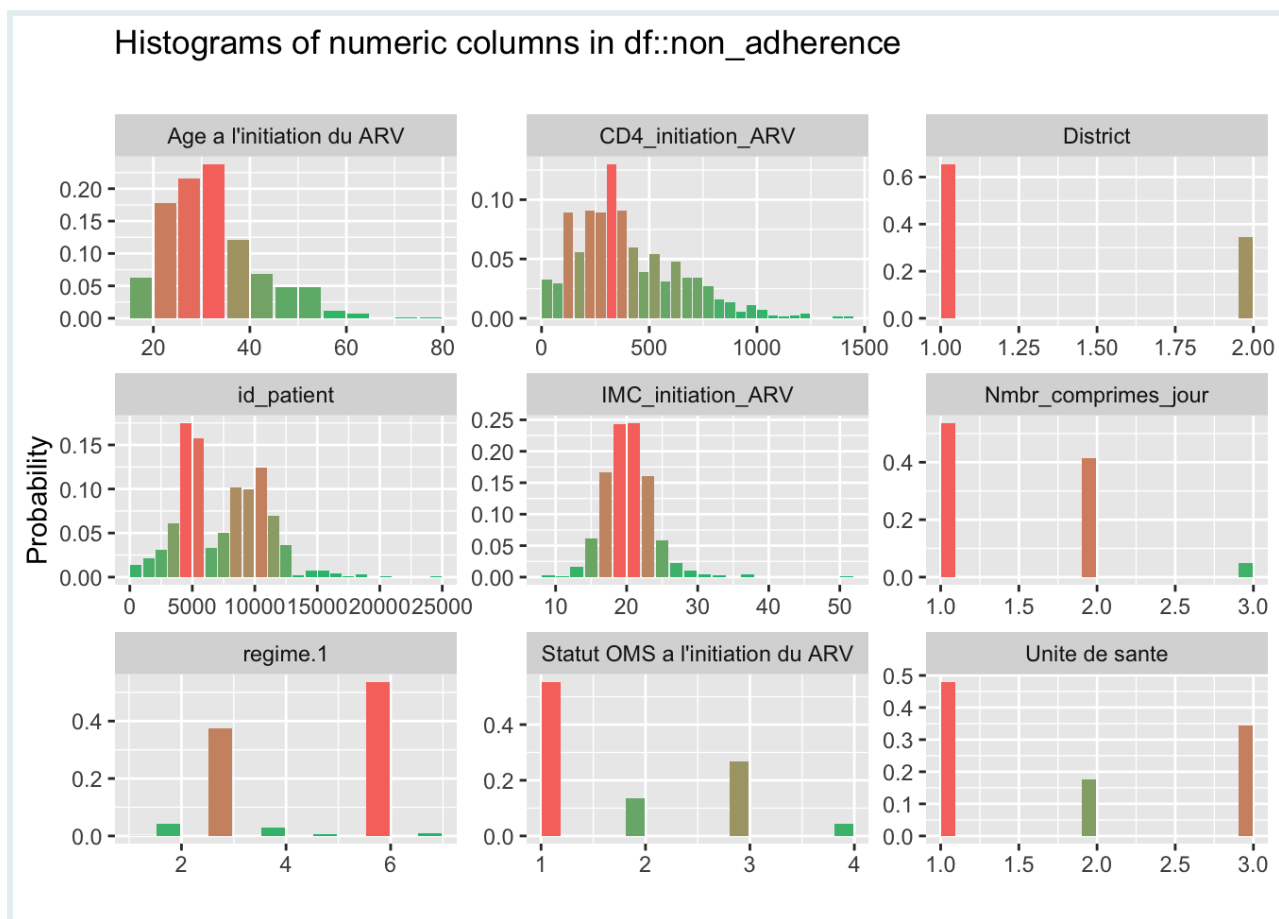 Histograms of numeric columns in df::non_adherence
Age a l'initiation du ARV
CD4_initiation_ARV
District
0.20
0.15
0.10
0.05
0.00
20 40 60 80
0.10
0.05
0.00
0 500 1000 1500
0.6
0.4
0.2
0.0
1.00 1.25 1.50 1.75 2.00
id_patient
IMC_initiation_ARV
Nmbr_comprimes_jour
Probability
0.15
0.10
0.05
0.00
0 5000 10000 15000 20000 25000
0.25
0.20
0.15
0.10
0.05
0.00
10 20 30 40 50
0.4
0.2
0.0
1.0 1.5 2.0 2.5 3.0
regime.1
Statut OMS a l'initiation du ARV
Unite de sante
0.4
0.2
0.0
2 4 6
0.4
0.2
0.0
1 2 3 4
0.5
0.4
0.3
0.2
0.1
0.0
1.0 1.5 2.0 2.5 3.0